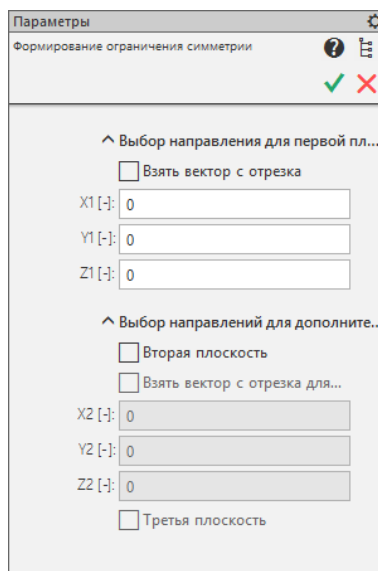 Параметры
Формирование ограничения симметрии
Выбор направления для первой пл...
Взять вектор с отрезка
X1 [-]: 0
Y1 [-]: 0
Z1 [-]: 0
Выбор направлений для дополните...
Вторая плоскость
Взять вектор с отрезка для...
X2 [-]: 0
Y2 [-]: 0
Z2 [-]: 0
Третья плоскость